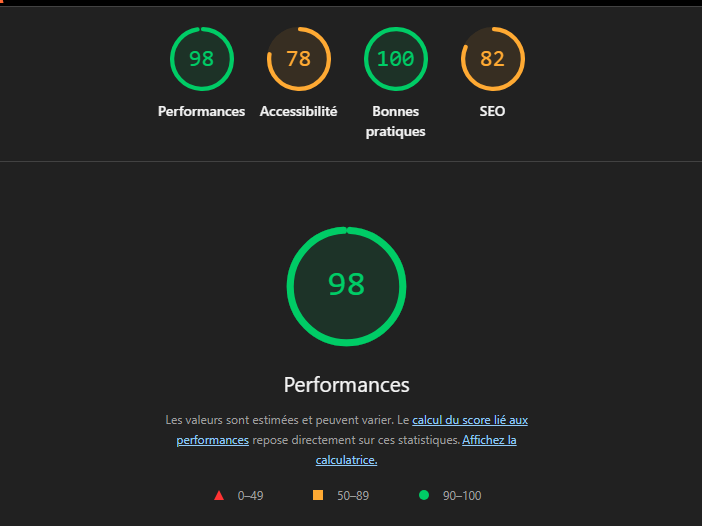 98 78 100 82
Performances Accessibilité Bonnes pratiques SEO
98
Performances
Les valeurs sont estimées et peuvent varier. Le calcul du score lié aux
performances repose directement sur ces statistiques. Affichez la
calculatrice.
0–49 50–89 90–100